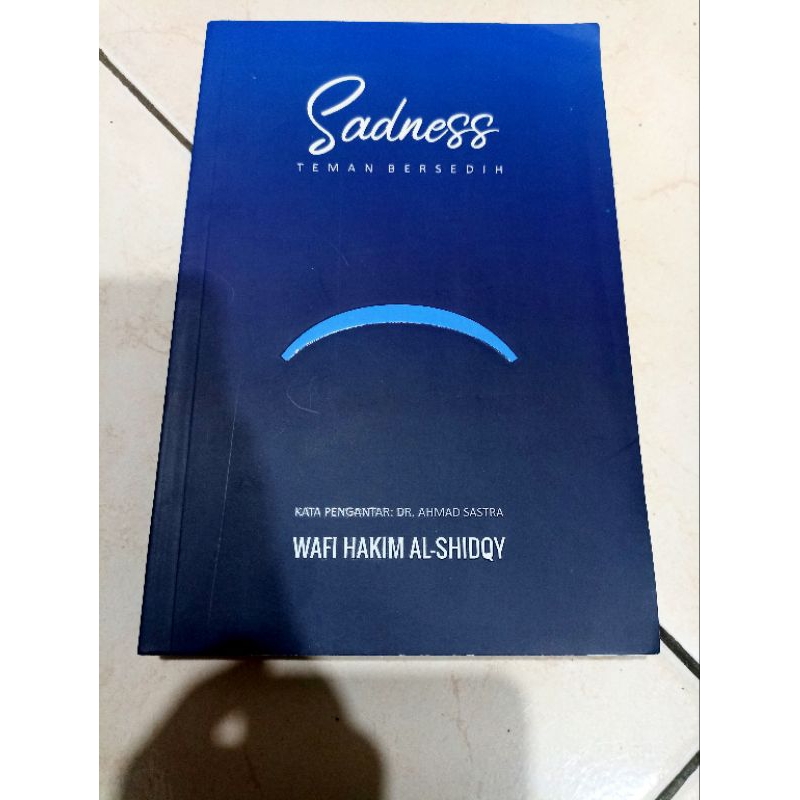 Sadness
TEMAN BERSEDIH
KATA PENGANTAR: DR. AHMAD SASTRA
WAFI HAKIM AL-SHIDQY